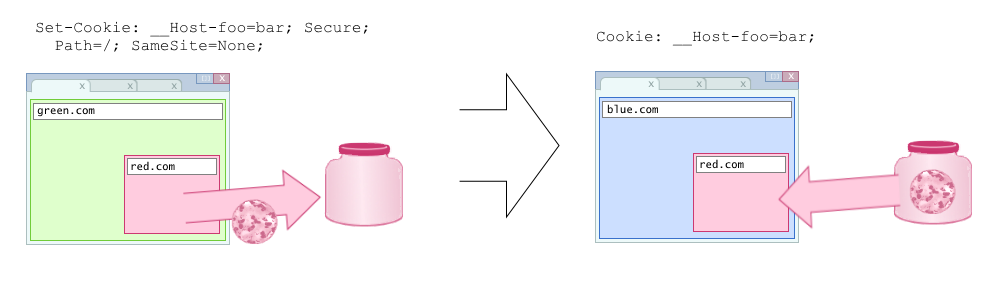 Set-Cookie: __Host-foo=bar; Secure;
Path=/; SameSite=None;
Cookie: __Host-foo=bar;
x x x x
green.com
red.com
x x x x
blue.com
red.com